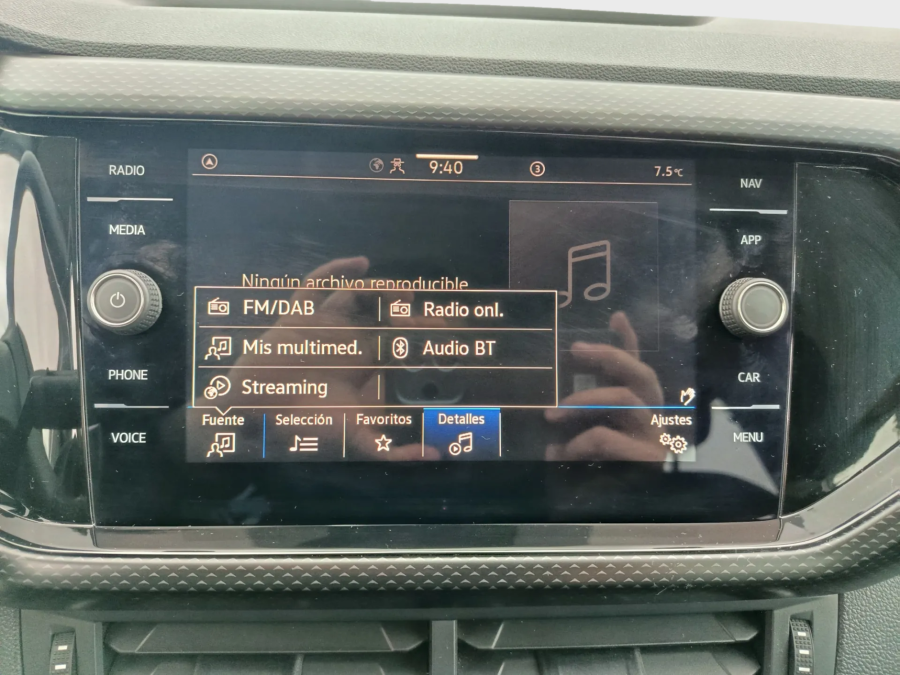 RADIO
MEDIA
PHONE
VOICE
9:40
3
7.5°C
Ningún archivo reproducible
FM/DAB
Radio onl.
Mis multimed.
Audio BT
Streaming
Fuente
Selección
Favoritos
Detalles
Ajustes
NAV
APP
CAR
MENU